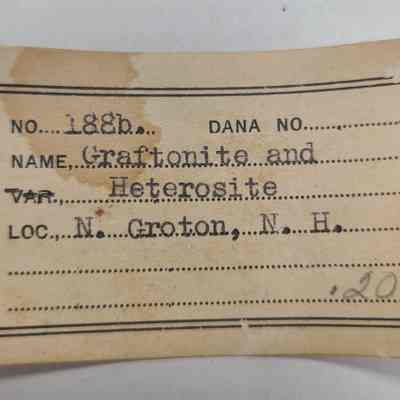 NO....188b... DANA NO.......
NAME, Graftonite and
VAR., Heterosite
LOC., N. Groton, N. H.
.20